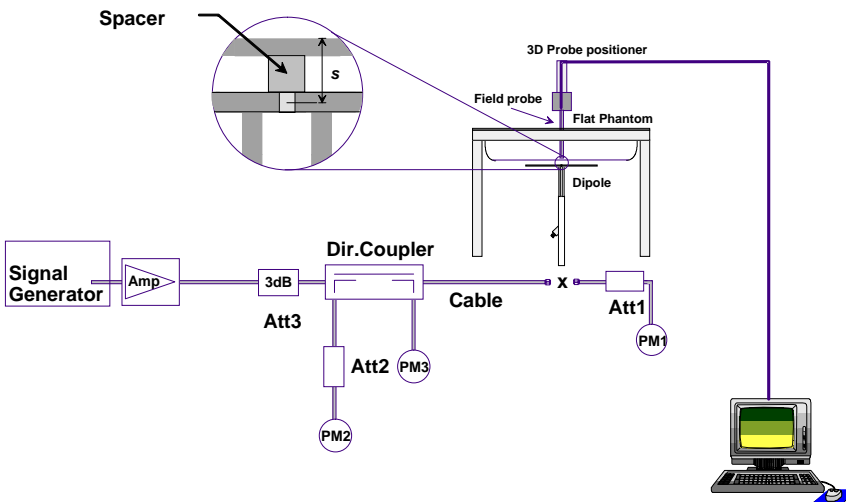 Spacer
s
3D Probe positioner
Field probe
Flat Phantom
Dipole
Dir.Coupler
Signal
Generator
Amp
3dB
Att3
Cable
x
Att1
PM1
Att2
PM3
PM2